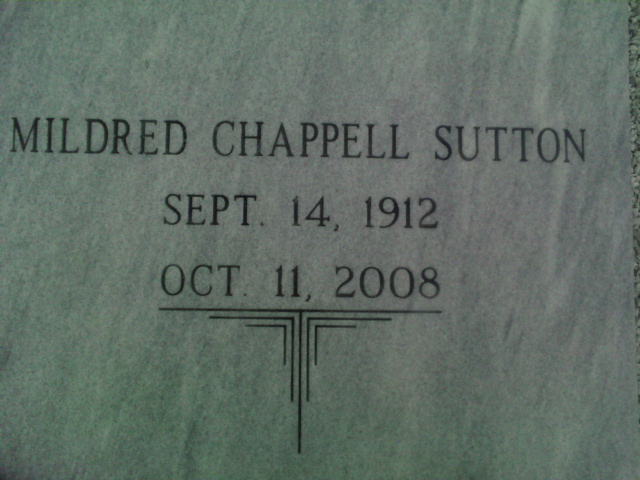 MILDRED CHAPPELL SUTTON
SEPT. 14, 1912
OCT. 11, 2008